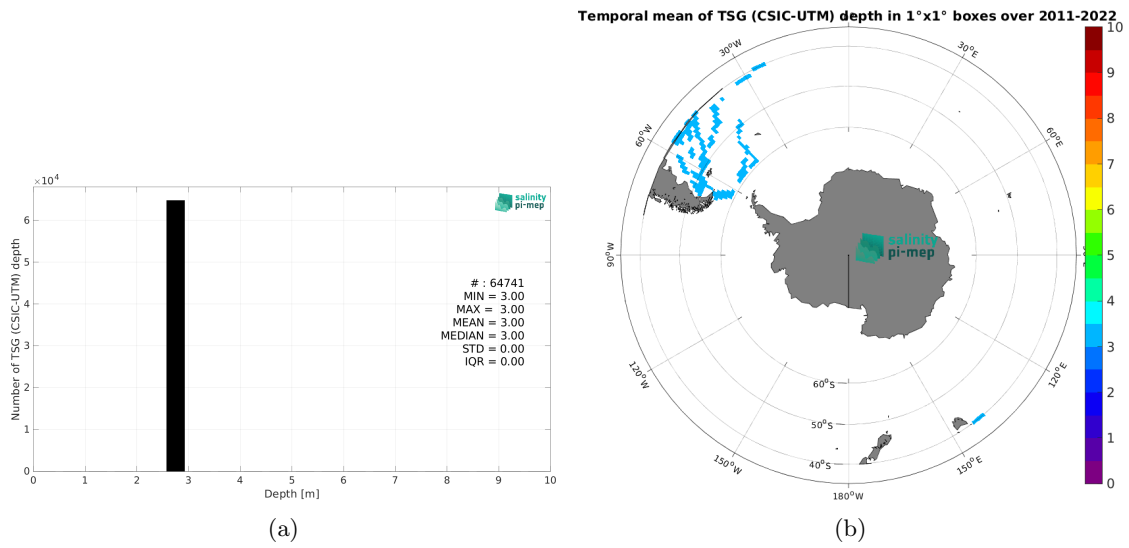 Temporal mean of TSG (CSIC-UTM) depth in 1°x1° boxes over 2011-2022
×10⁴
6
5
4
3
2
1
0
Number of TSG (CSIC-UTM) depth
salinity
pi-mep
# : 64741
MIN = 3.00
MAX = 3.00
MEAN = 3.00
MEDIAN = 3.00
STD = 0.00
IQR = 0.00
0 1 2 3 4 5 6 7 8 9 10
Depth [m]
(a)
30°W
30°E
60°W
60°E
90°W
salinity
pi-mep
120°W
120°E
60°S
50°S
40°S
150°W
150°E
180°W
10
9
8
7
6
5
4
3
2
1
0
(b)